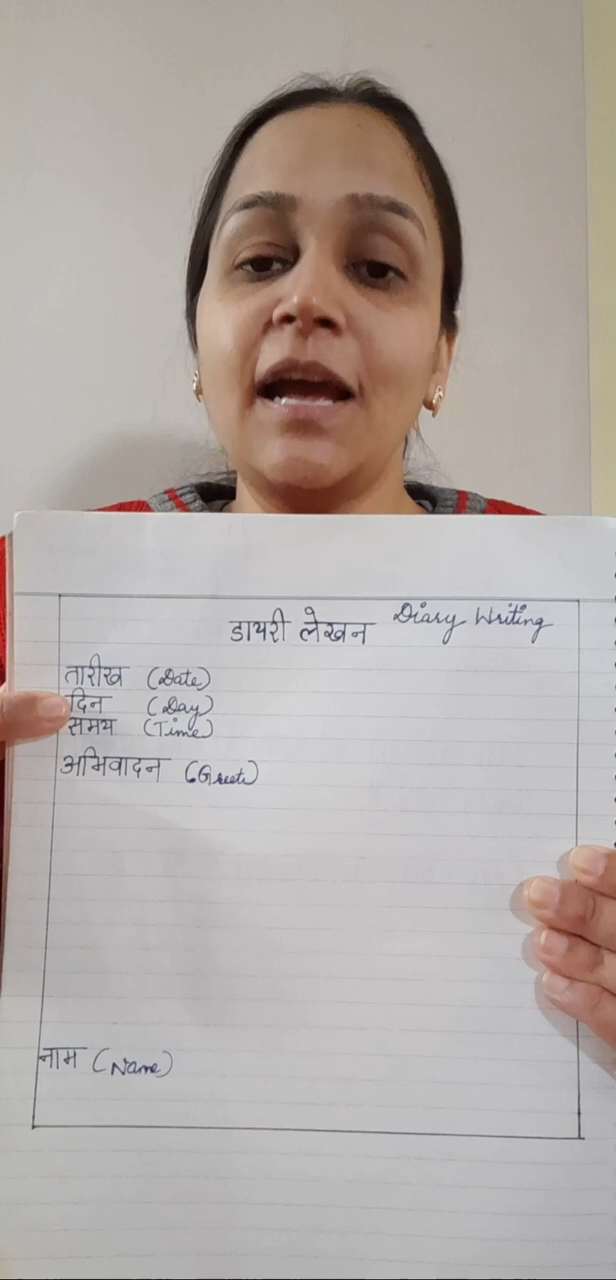 डायरी लेखन Diary Writing
तारीख (Date)
दिन (Day)
समय (Time)
अभिवादन (Greet)
नाम (Name)